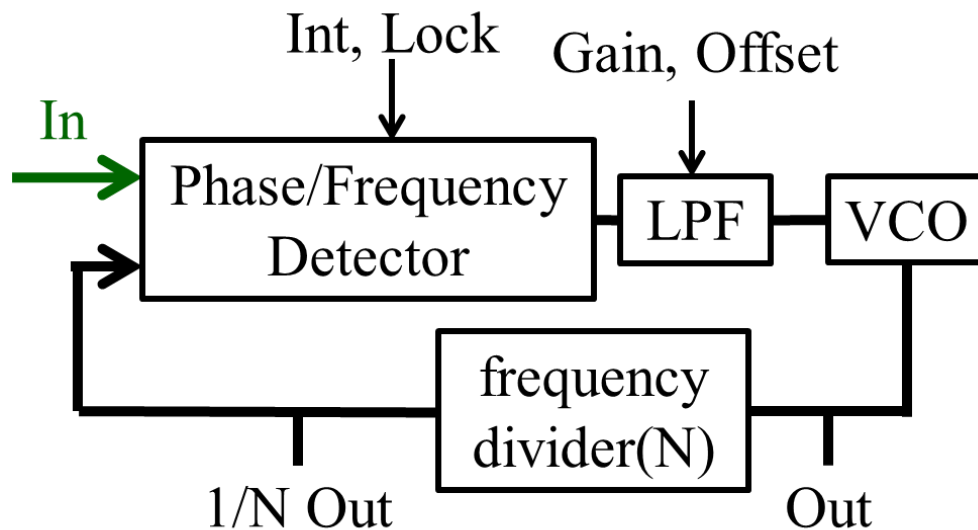 Int, Lock
Gain, Offset
In
Phase/Frequency
Detector
LPF
VCO
frequency
divider(N)
1/N Out
Out